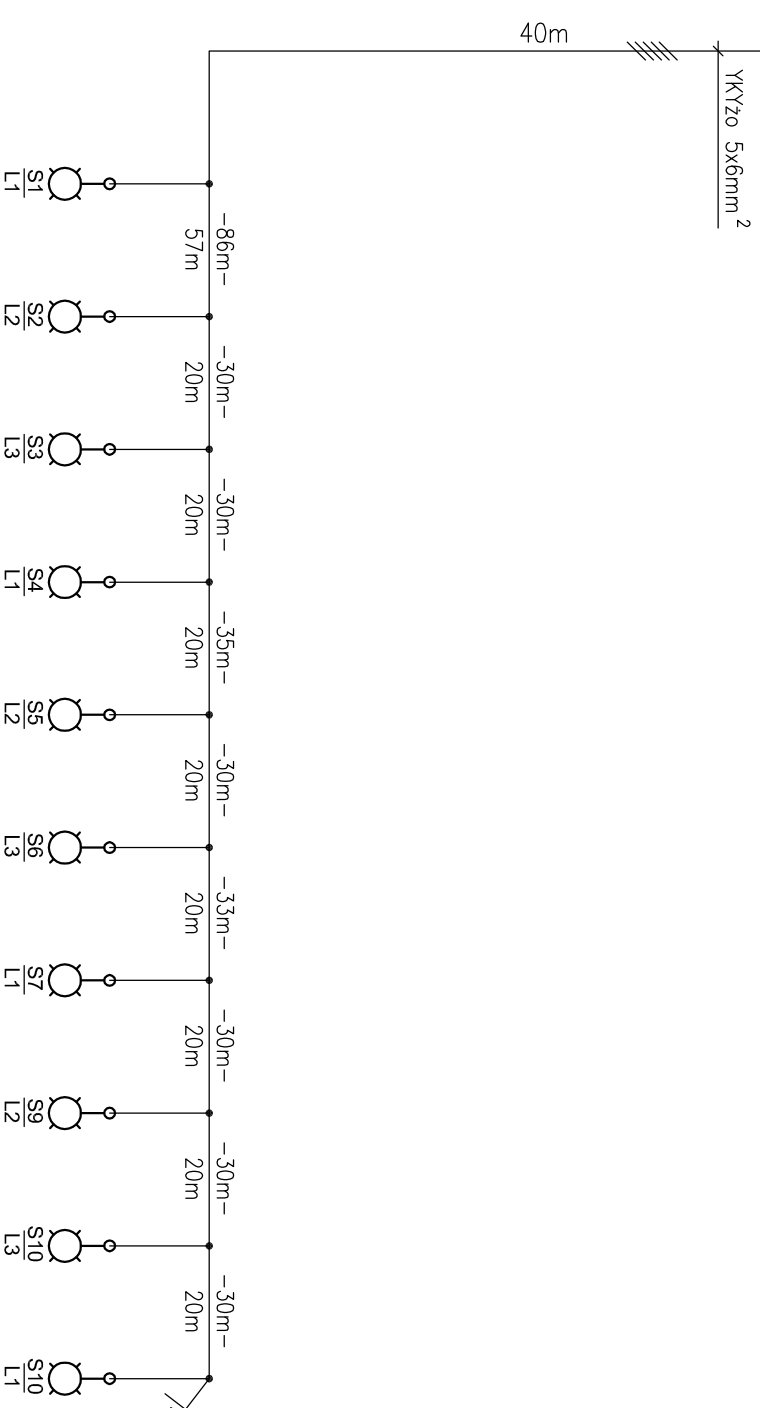 40m
YKYżo 5x6mm²
S1
L1
-86m-
57m
S2
L2
-30m-
20m
S3
L3
-30m-
20m
S4
L1
-35m-
20m
S5
L2
-30m-
20m
S6
L3
-33m-
20m
S7
L1
-30m-
20m
S9
L2
-30m-
20m
S10
L3
-30m-
20m
S10
L1